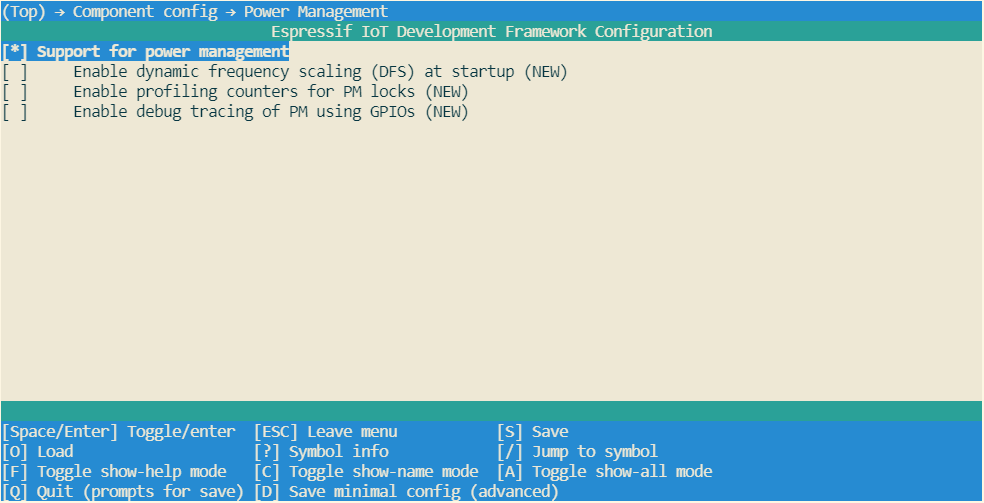 (Top) → Component config → Power Management
Espressif IoT Development Framework Configuration
[*] Support for power management
[ ]     Enable dynamic frequency scaling (DFS) at startup (NEW)
[ ]     Enable profiling counters for PM locks (NEW)
[ ]     Enable debug tracing of PM using GPIOs (NEW)
[Space/Enter] Toggle/enter  [ESC] Leave menu           [S] Save
[O] Load                    [?] Symbol info            [/] Jump to symbol
[F] Toggle show-help mode   [C] Toggle show-name mode  [A] Toggle show-all mode
[Q] Quit (prompts for save) [D] Save minimal config (advanced)